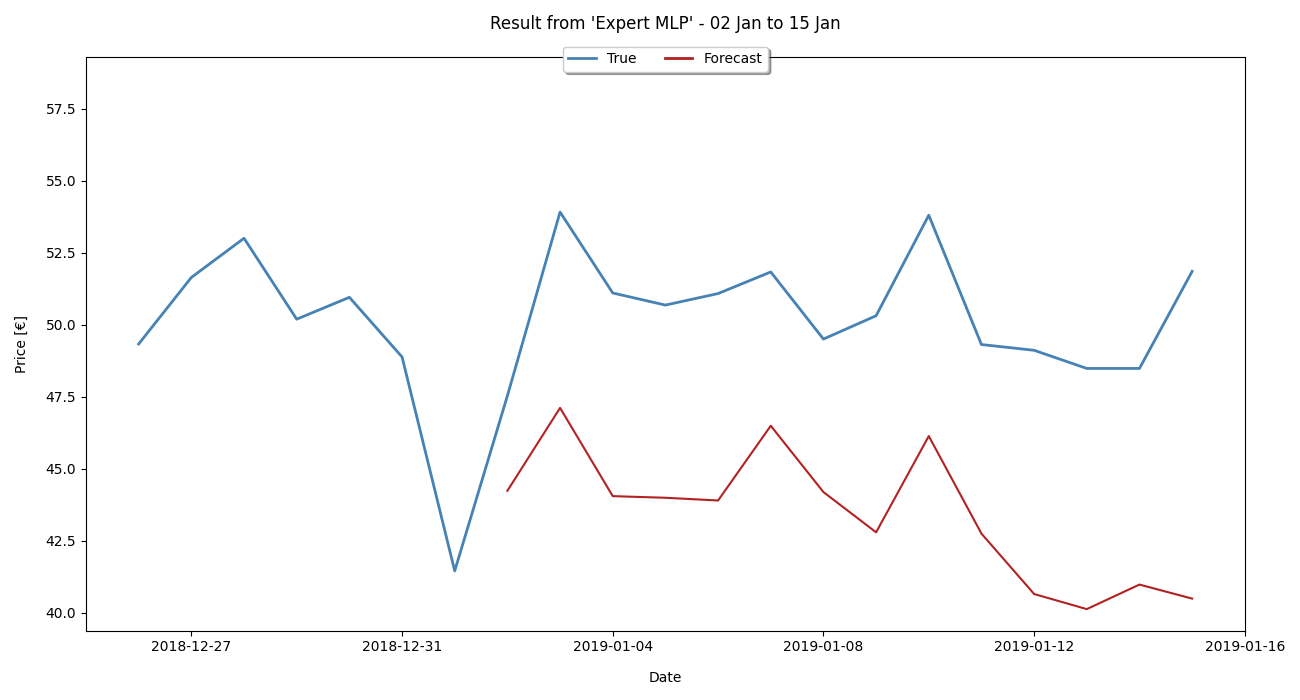 Result from 'Expert MLP' - 02 Jan to 15 Jan
True Forecast
57.5
55.0
52.5
50.0
47.5
45.0
42.5
40.0
Price [€]
2018-12-27 2018-12-31 2019-01-04 2019-01-08 2019-01-12 2019-01-16
Date